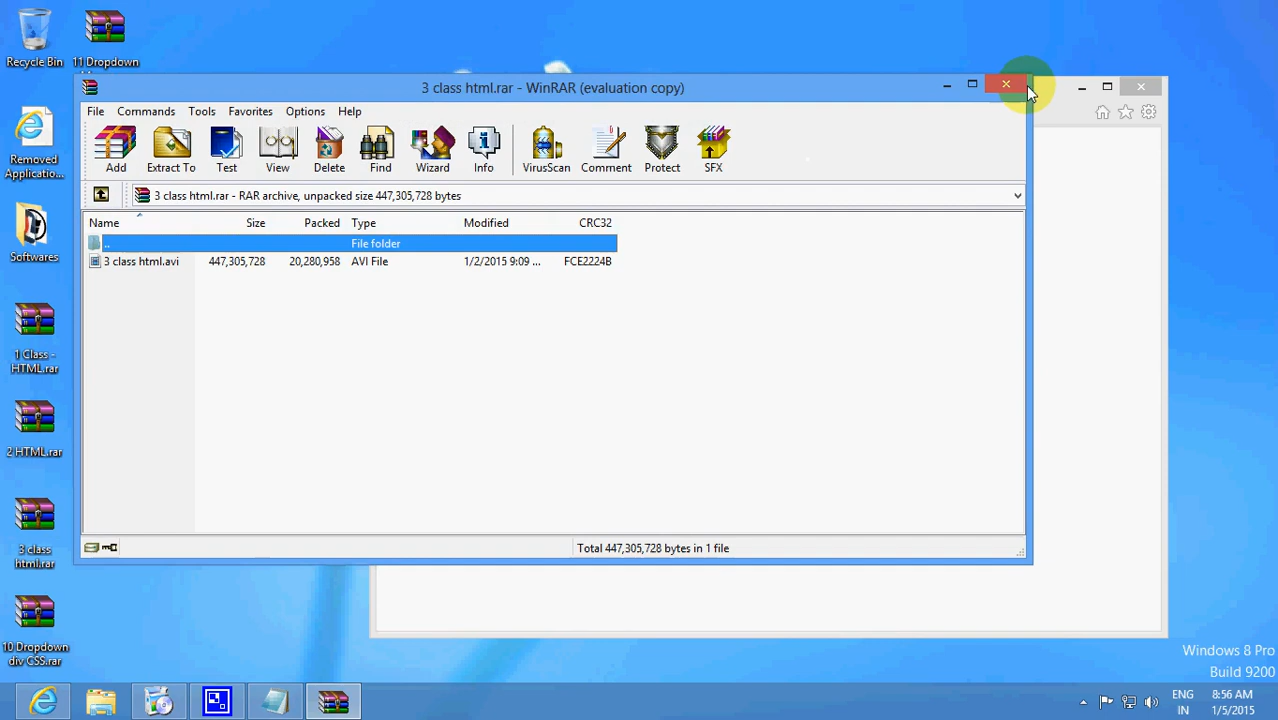 Recycle Bin
11 Dropdown
Removed
Applicatio...
Softwares
1 Class -
HTML.rar
2 HTML.rar
3 class
html.rar
10 Dropdown
div CSS.rar
3 class html.rar - WinRAR (evaluation copy)
File Commands Tools Favorites Options Help
Add Extract To Test View Delete Find Wizard Info VirusScan Comment Protect SFX
3 class html.rar - RAR archive, unpacked size 447,305,728 bytes
Name Size Packed Type Modified CRC32
.. File folder
3 class html.avi 447,305,728 20,280,958 AVI File 1/2/2015 9:09 ... FCE2224B
Total 447,305,728 bytes in 1 file
Windows 8 Pro
Build 9200
ENG 8:56 AM
IN 1/5/2015